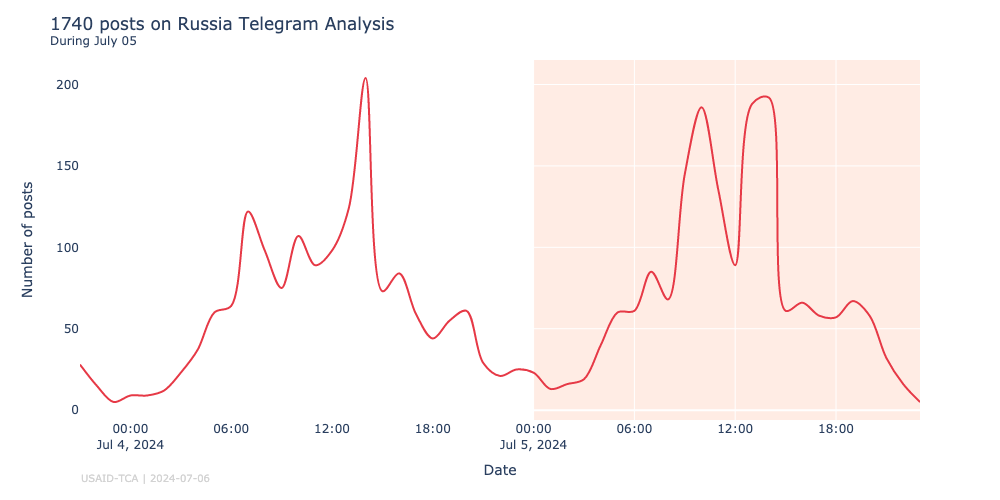 1740 posts on Russia Telegram Analysis
During July 05
Number of posts
200
150
100
50
0
00:00 06:00 12:00 18:00 00:00 06:00 12:00 18:00
Jul 4, 2024 Jul 5, 2024
Date
USAID-TCA | 2024-07-06